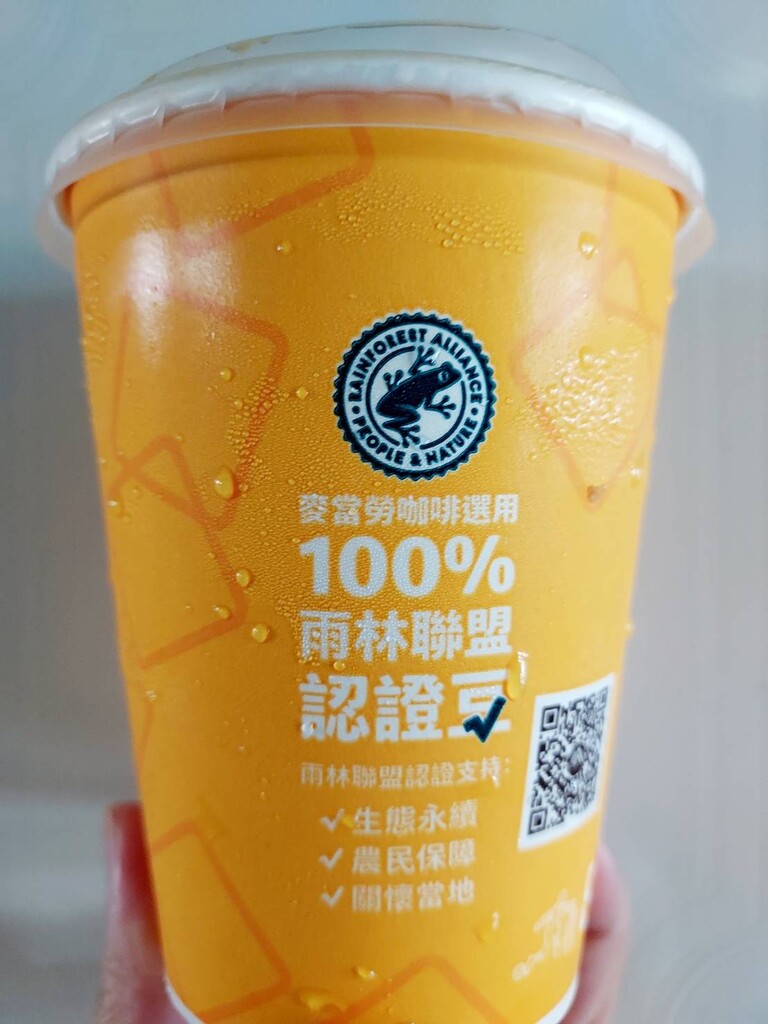 RAINFOREST ALLIANCE
PEOPLE & NATURE
麥當勞咖啡選用
100%
雨林聯盟
認證豆
雨林聯盟認證支持：
✓生態永續
✓農民保障
✓關懷當地